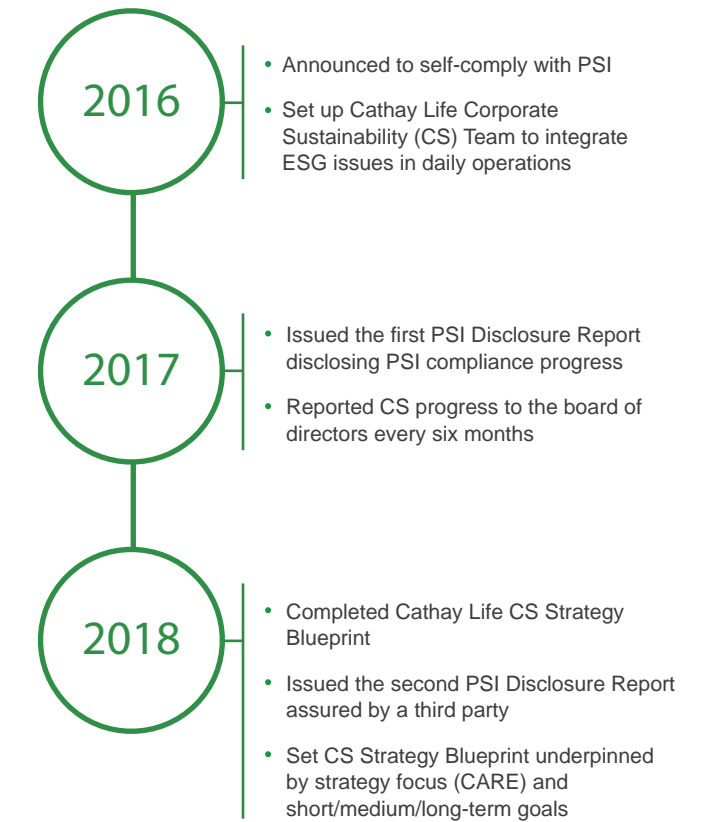 2016
• Announced to self-comply with PSI
• Set up Cathay Life Corporate
Sustainability (CS) Team to integrate
ESG issues in daily operations
2017
• Issued the first PSI Disclosure Report
disclosing PSI compliance progress
• Reported CS progress to the board of
directors every six months
2018
• Completed Cathay Life CS Strategy
Blueprint
• Issued the second PSI Disclosure Report
assured by a third party
• Set CS Strategy Blueprint underpinned
by strategy focus (CARE) and
short/medium/long-term goals